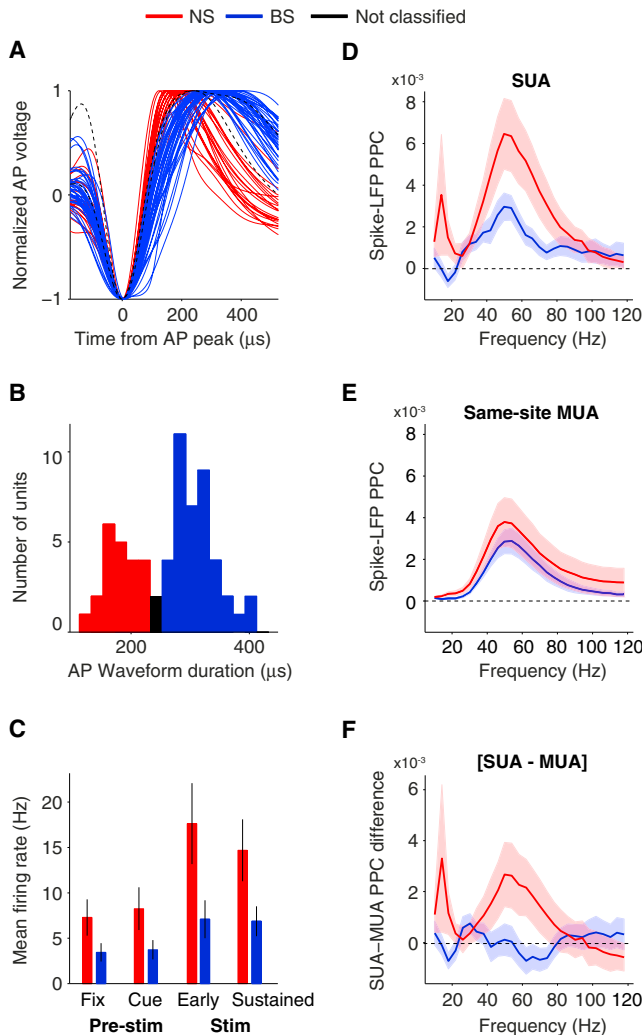 NS BS Not classified
A
Normalized AP voltage
1
0
−1
0 200 400
Time from AP peak (μs)
B
Number of units
10
5
0
200 400
AP Waveform duration (μs)
C
Mean firing rate (Hz)
20
15
10
5
0
Fix Cue Early Sustained
Pre-stim Stim
D
SUA
x10-3
Spike-LFP PPC
8
6
4
2
0
20 40 60 80 100 120
Frequency (Hz)
E
Same-site MUA
x10-3
Spike-LFP PPC
8
6
4
2
0
20 40 60 80 100 120
Frequency (Hz)
F
[SUA - MUA]
x10-3
SUA–MUA PPC difference
6
4
2
0
20 40 60 80 100 120
Frequency (Hz)